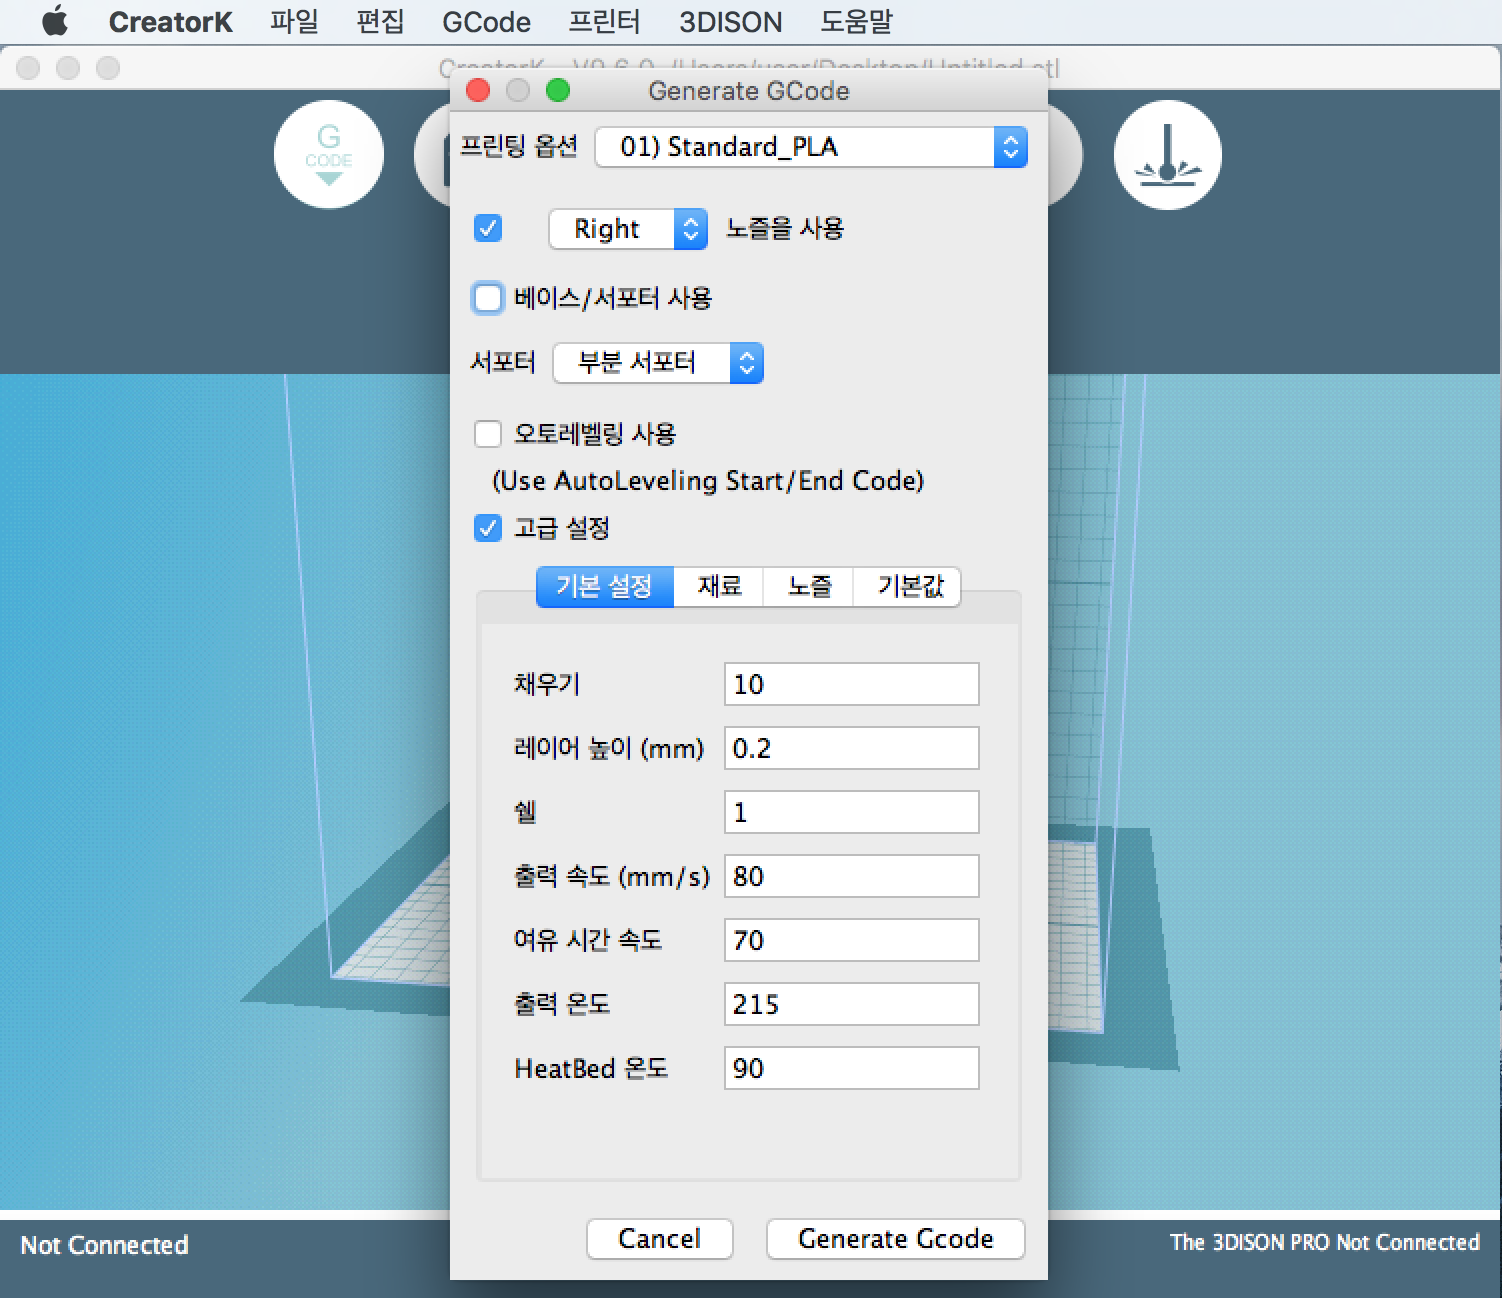 CreatorK 파일 편집 GCode 프린터 3DISON 도움말
Generate GCode
G
CODE
프린팅 옵션 01) Standard_PLA
Right 노즐을 사용
베이스/서포터 사용
서포터 부분 서포터
오토레벨링 사용
(Use AutoLeveling Start/End Code)
고급 설정
기본 설정 재료 노즐 기본값
채우기 10
레이어 높이 (mm) 0.2
쉘 1
출력 속도 (mm/s) 80
여유 시간 속도 70
출력 온도 215
HeatBed 온도 90
Cancel Generate Gcode
Not Connected The 3DISON PRO Not Connected